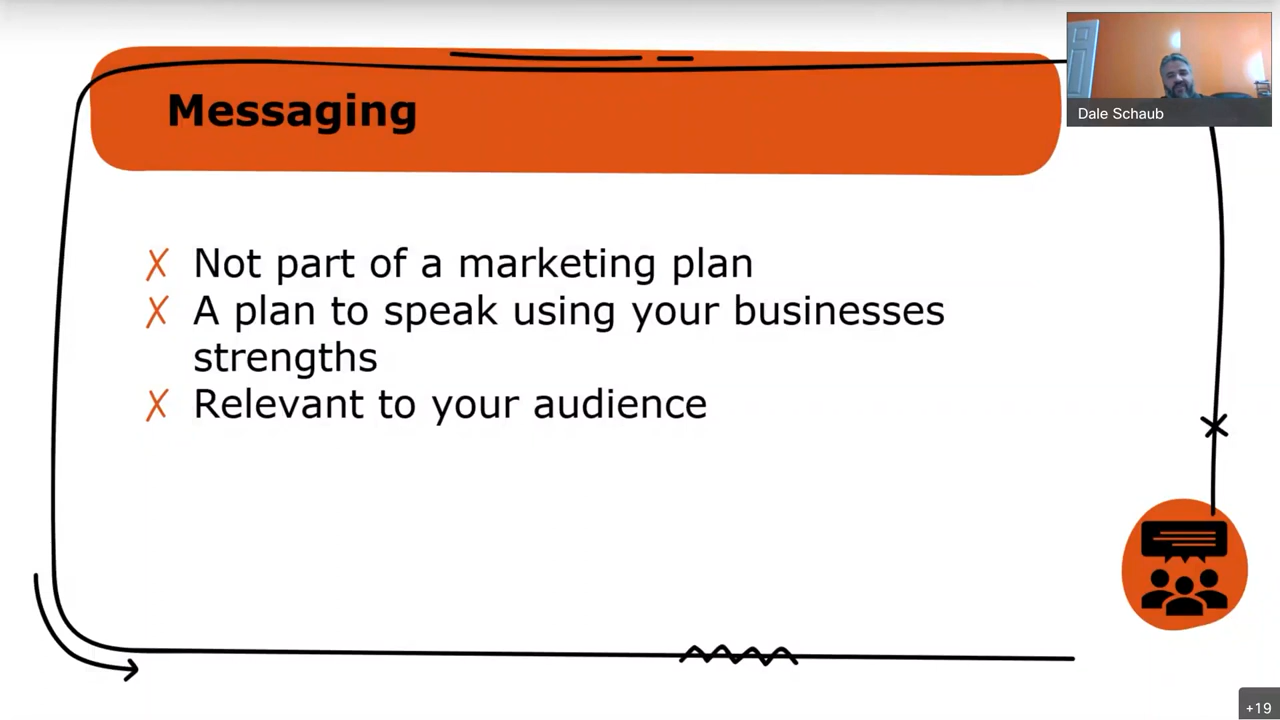 Messaging
Dale Schaub
X Not part of a marketing plan
X A plan to speak using your businesses
strengths
X Relevant to your audience
+19